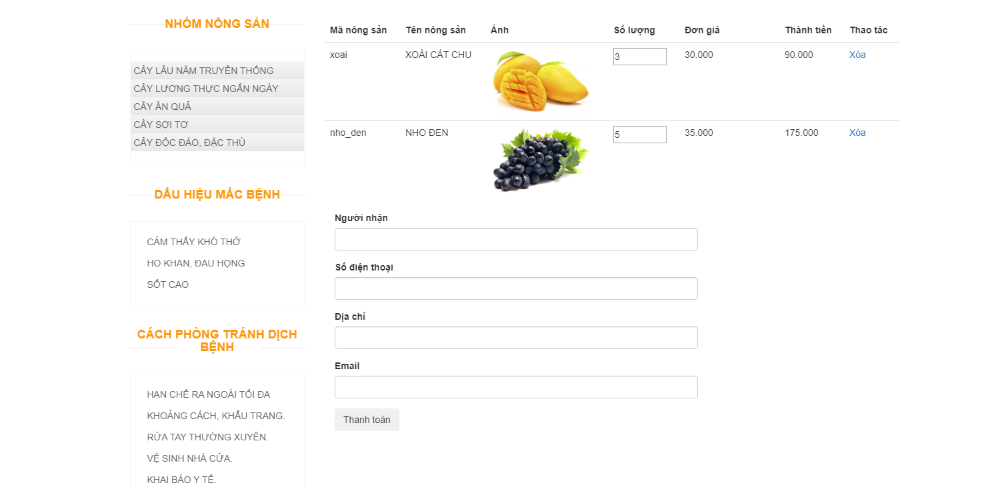 NHÓM NÔNG SẢN
CÂY LÂU NĂM TRUYỀN THỐNG
CÂY LƯƠNG THỰC NGẮN NGÀY
CÂY ĂN QUẢ
CÂY SỢI TƠ
CÂY ĐỘC ĐÁO, ĐẶC THÙ
DẤU HIỆU MẮC BỆNH
CẢM THẤY KHÓ THỞ
HO KHAN, ĐAU HỌNG
SỐT CAO
CÁCH PHÒNG TRÁNH DỊCH
BỆNH
HẠN CHẾ RA NGOÀI TỐI ĐA
KHOẢNG CÁCH, KHẨU TRANG.
RỬA TAY THƯỜNG XUYÊN.
VỆ SINH NHÀ CỬA.
KHAI BÁO Y TẾ.
Mã nông sản Tên nông sản Ảnh Số lượng Đơn giá Thành tiền Thao tác
xoai XOÀI CÁT CHU 3 30.000 90.000 Xóa
nho_den NHO ĐEN 5 35.000 175.000 Xóa
Người nhận
Số điện thoại
Địa chỉ
Email
Thanh toán